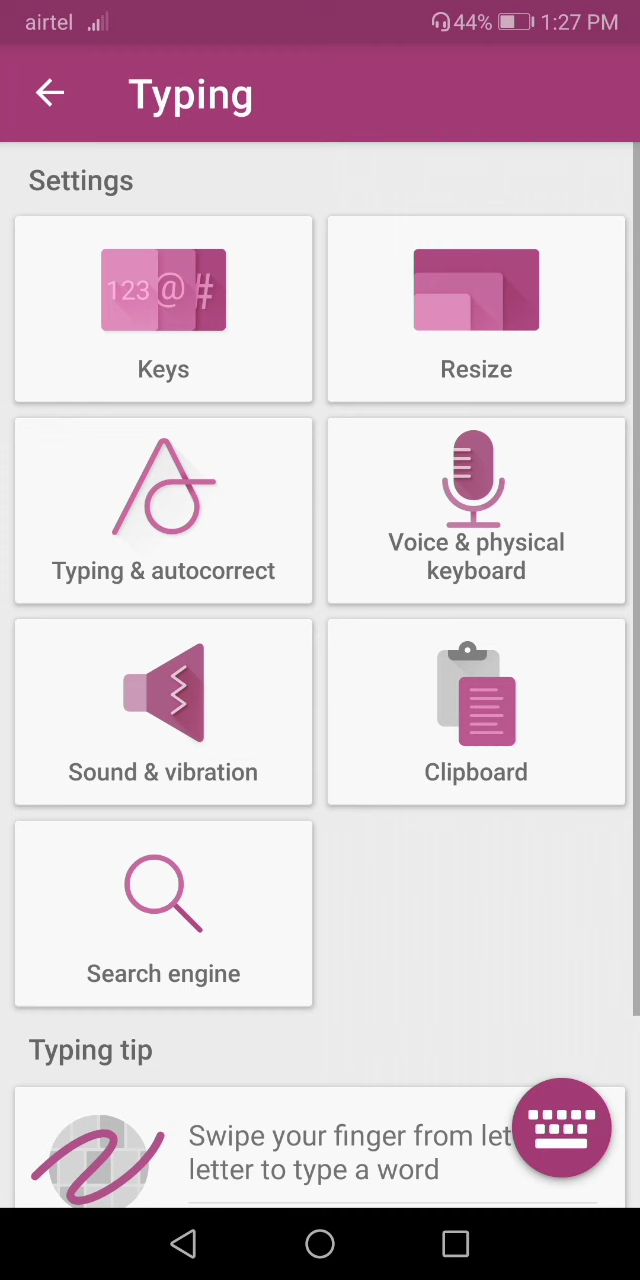 airtel 44% 1:27 PM
Typing
Settings
123 @ #
Keys
Resize
Typing & autocorrect
Voice & physical
keyboard
Sound & vibration
Clipboard
Search engine
Typing tip
Swipe your finger from let
letter to type a word